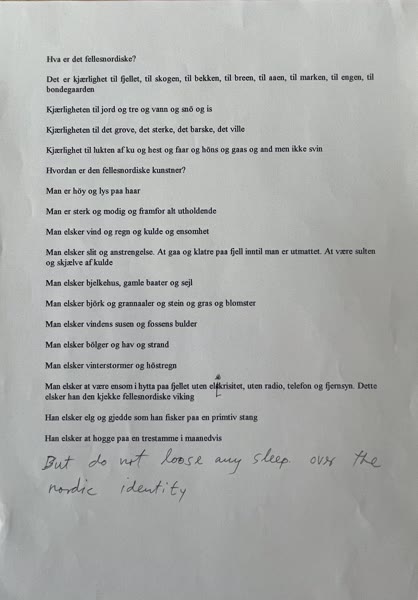 Hva er det fellesnordiske?
Det er kjærlighet til fjellet, til skogen, til bekken, til breen, til aaen, til marken, til engen, til
bondegaarden
Kjærligheten til jord og tre og vann og snö og is
Kjærligheten til det grove, det sterke, det barske, det ville
Kjærlighet til lukten af ku og hest og faar og höns og gaas og and men ikke svin
Hvordan er den fellesnordiske kunstner?
Man er höy og lys paa haar
Man er sterk og modig og framfor alt utholdende
Man elsker vind og regn og kulde og ensomhet
Man elsker slit og anstrengelse. At gaa og klatre paa fjell inntil man er utmattet. At være sulten
og skjælve af kulde
Man elsker bjelkehus, gamle baater og sejl
Man elsker björk og grannaaler og stein og gras og blomster
Man elsker vindens susen og fossens bulder
Man elsker bölger og hav og strand
Man elsker vinterstormer og höstregn
Man elsker at være ensom i hytta paa fjellet uten elekrisitet, uten radio, telefon og fjernsyn. Dette
elsker han den kjekke fellesnordiske viking
Han elsker elg og gjedde som han fisker paa en primtiv stang
Han elsker at hogge paa en trestamme i maanedvis
But do not loose any sleep over the
nordic identity